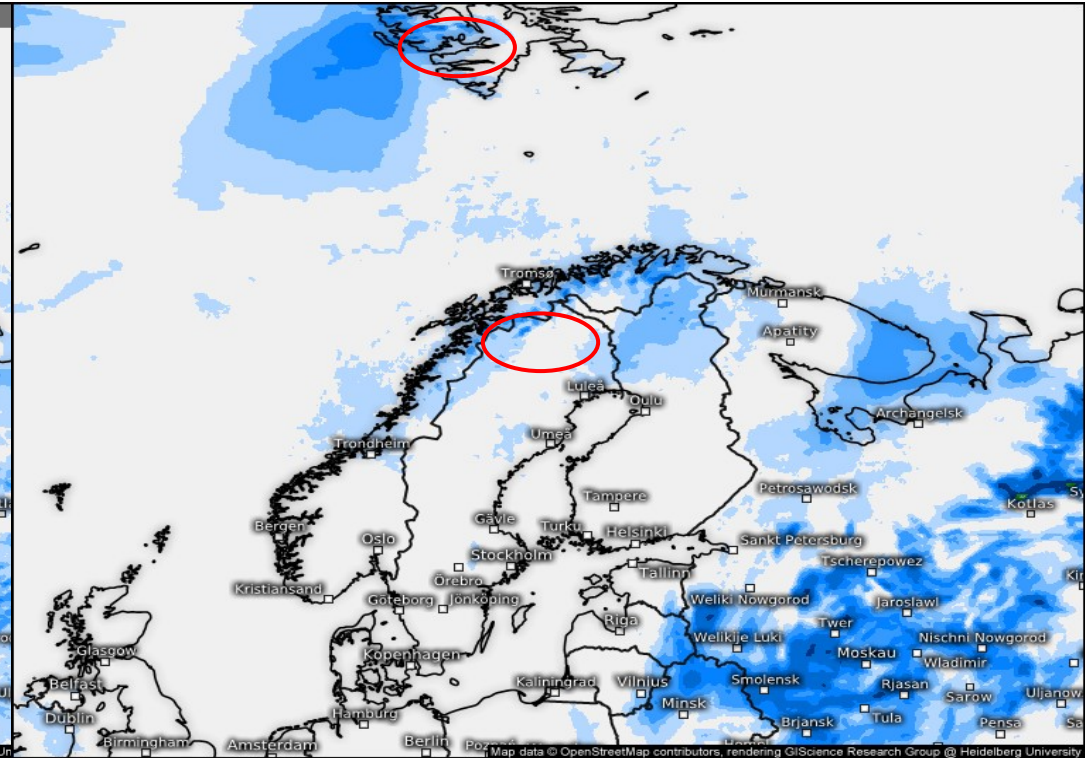 Tromsø
Murmansk
Apatity
Luleå
Oulu
Archangelsk
Umeå
Trondheim
Tampere
Petrosawodsk
Kotlas
Gävle
Turku
Helsinki
Bergen
Oslo
Sankt Petersburg
Stockholm
Tscherepowez
Tallinn
Örebro
Kristiansand
Göteborg
Jönköping
Weliki Nowgorod
Jaroslawl
Riga
Twer
Welikije Luki
Nischni Nowgorod
Glasgow
Kopenhagen
Moskau
Wladimir
Belfast
Kaliningrad
Vilnius
Smolensk
Rjasan
Sarow
Uljanow
Minsk
Dublin
Hamburg
Brjansk
Tula
Pensa
Birmingham
Amsterdam
Berlin
Map data © OpenStreetMap contributors, rendering GIScience Research Group @ Heidelberg University